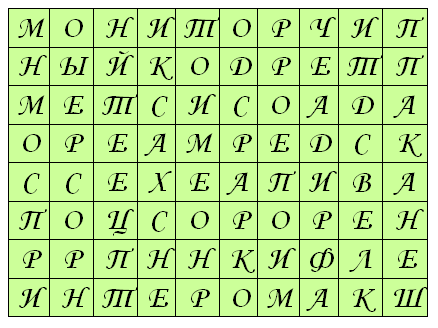 М О Н И Т О Р Ч И П
Н Ы Й К О Д Р Е Т П
М Е Т С И С О А Д А
О Р Е А М Р Е Д С К
С С Е Х Е А П И В А
П О Ц С О Р О Р Е Н
Р Р П Н Н К И Ф Л Е
И Н Т Е Р О М А К Ш